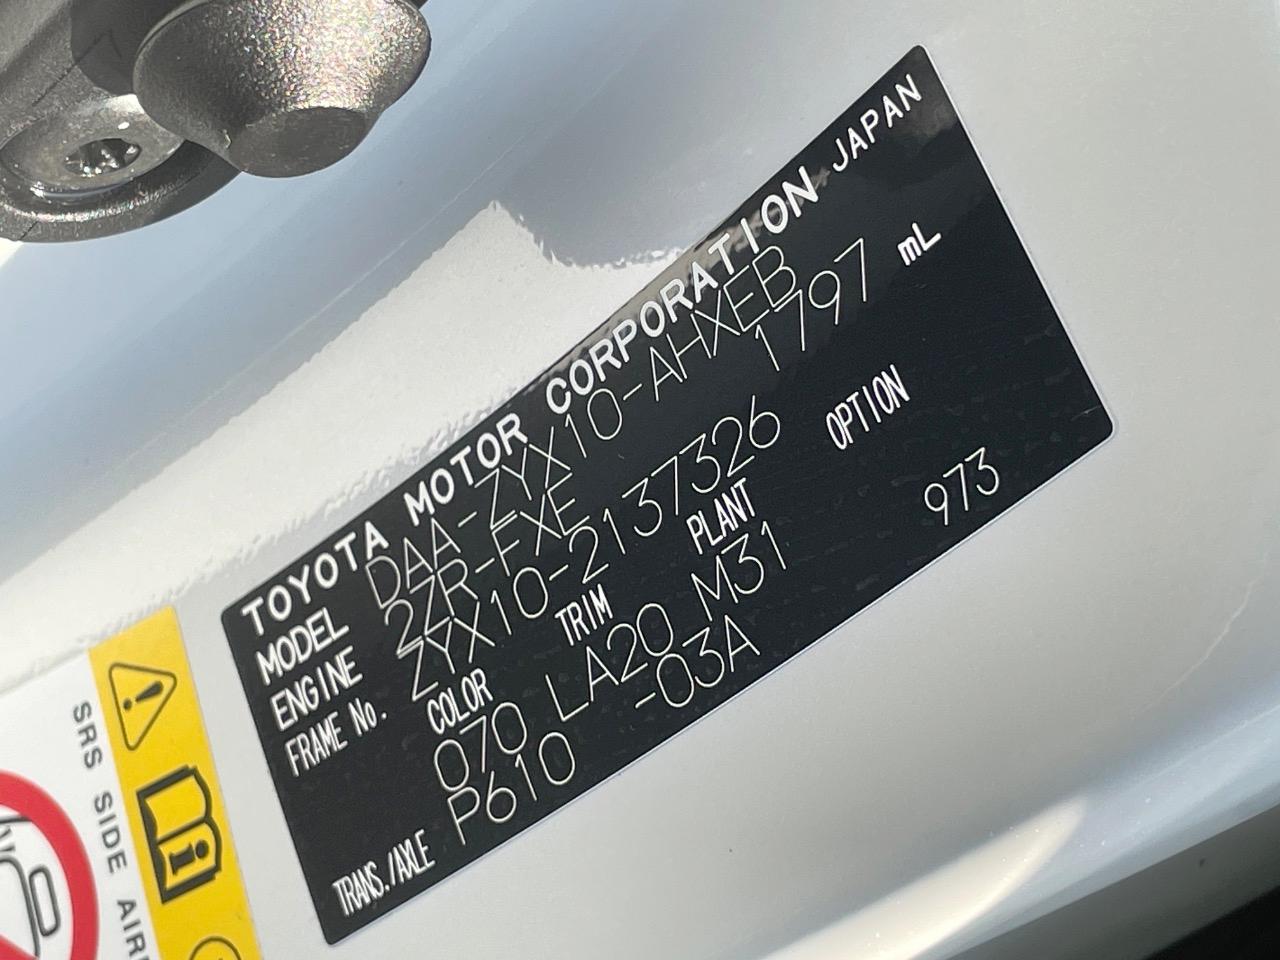 TOYOTA MOTOR CORPORATION JAPAN
MODEL DAA-ZYX10-AHXEB
ENGINE 2ZR-FXE 1797 mL
FRAME No. ZYX10-2137326
COLOR TRIM PLANT OPTION
070 LA20 M31 973
TRANS./AXLE P610 -03A
SRS SIDE